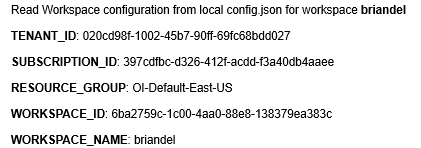 Read Workspace configuration from local config.json for workspace briandel
TENANT_ID: 020cd98f-1002-45b7-90ff-69fc68bdd027
SUBSCRIPTION_ID: 397cdfbc-d326-412f-acdd-f3a40db4aaee
RESOURCE_GROUP: OI-Default-East-US
WORKSPACE_ID: 6ba2759c-1c00-4aa0-88e8-138379ea383c
WORKSPACE_NAME: briandel